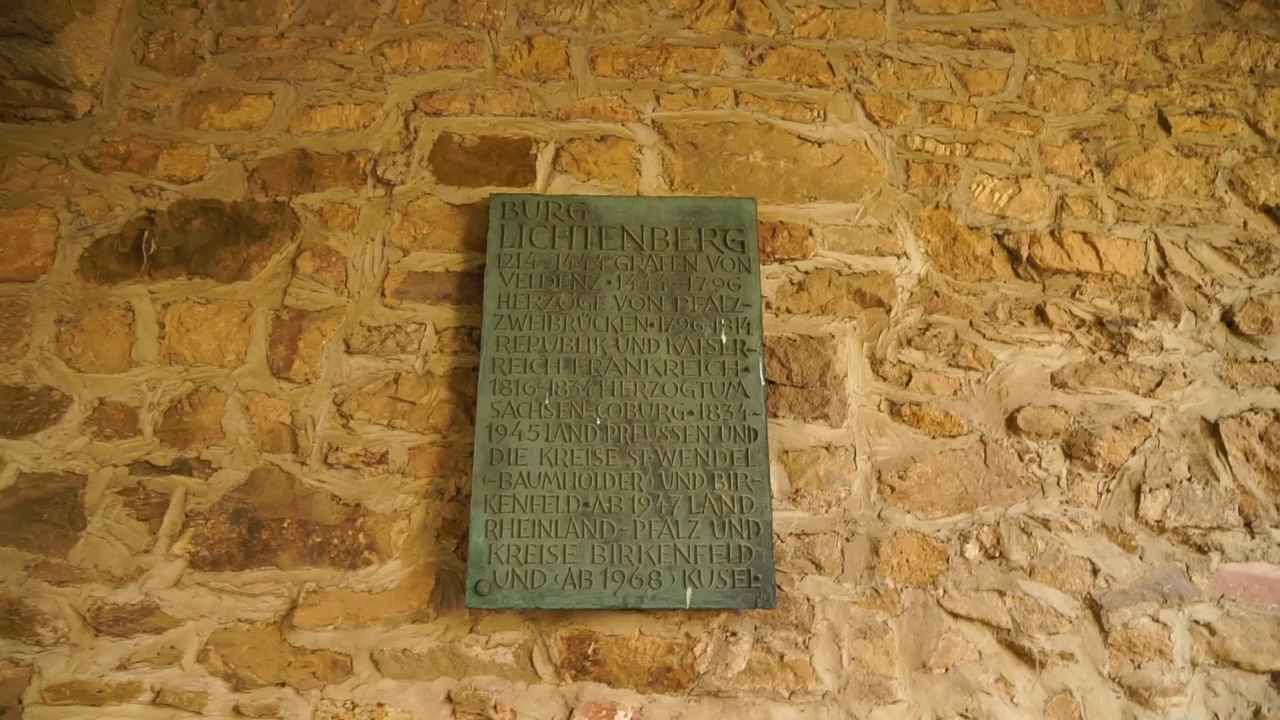 BURG
LICHTENBERG
1214-1444 GRAFEN VON
VELDENZ·1444-1796
HERZÖGE VON PFALZ-
ZWEIBRÜCKEN·1796-1814
REPUBLIK UND KAISER-
REICH FRANKREICH·
1816-1834 HERZOGTUM
SACHSEN-COBURG·1834-
1945 LAND PREUSSEN UND
DIE KREISE ST·WENDEL
(-BAUMHOLDER) UND BIR-
KENFELD·AB 1947 LAND
RHEINLAND-PFALZ UND
KREISE BIRKENFELD
UND (AB 1968) KUSEL